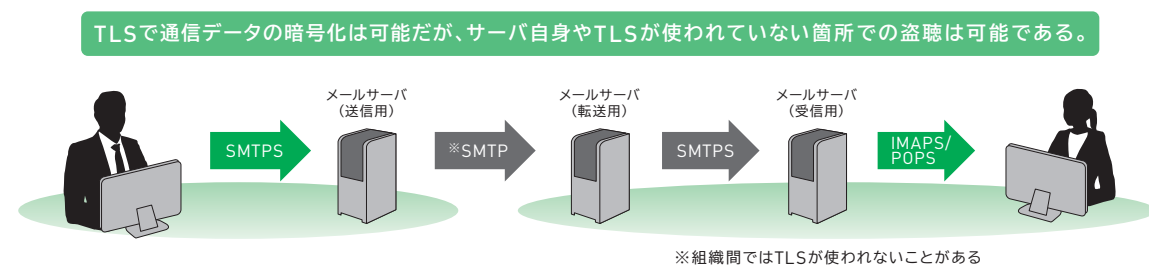 TLSで通信データの暗号化は可能だが、サーバ自身やTLSが使われていない箇所での盗聴は可能である。
メールサーバ
（送信用）
メールサーバ
（転送用）
メールサーバ
（受信用）
SMTPS
※SMTP
SMTPS
IMAPS/
POPS
※組織間ではTLSが使われないことがある